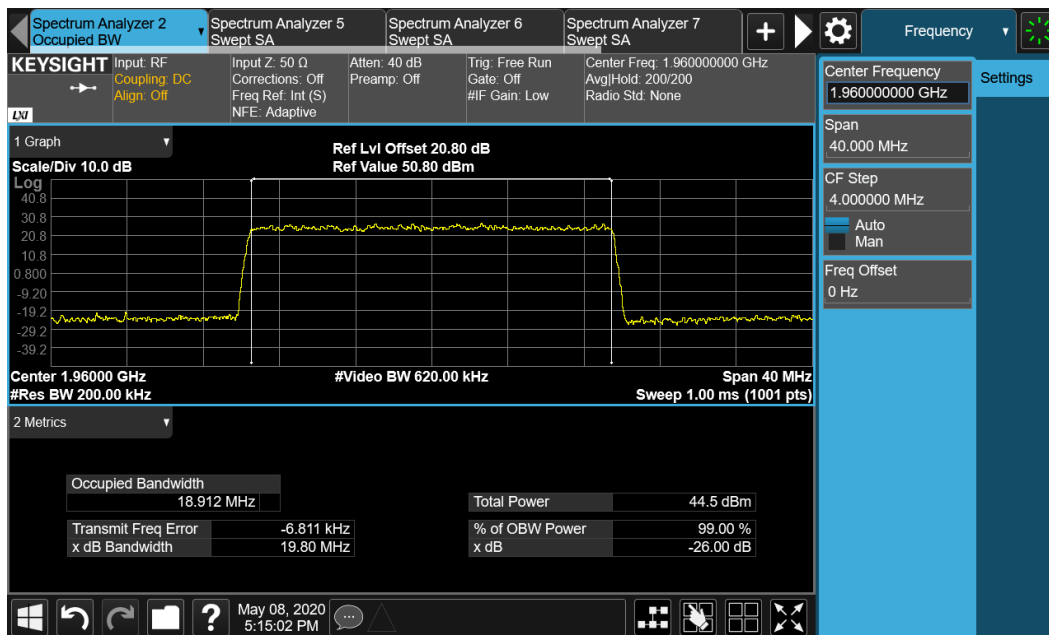 Spectrum Analyzer 2
Occupied BW
Spectrum Analyzer 5
Swept SA
Spectrum Analyzer 6
Swept SA
Spectrum Analyzer 7
Swept SA
+
Frequency
KEYSIGHT
LXI
Input: RF
Coupling: DC
Align: Off
Input Z: 50 Ω
Corrections: Off
Freq Ref: Int (S)
NFE: Adaptive
Atten: 40 dB
Preamp: Off
Trig: Free Run
Gate: Off
#IF Gain: Low
Center Freq: 1.960000000 GHz
Avg|Hold: 200/200
Radio Std: None
Center Frequency
1.960000000 GHz
Settings
Span
40.000 MHz
CF Step
4.000000 MHz
Auto
Man
Freq Offset
0 Hz
1 Graph
Scale/Div 10.0 dB
Ref Lvl Offset 20.80 dB
Ref Value 50.80 dBm
Log
40.8
30.8
20.8
10.8
0.800
-9.20
-19.2
-29.2
-39.2
Center 1.96000 GHz
#Video BW 620.00 kHz
Span 40 MHz
#Res BW 200.00 kHz
Sweep 1.00 ms (1001 pts)
2 Metrics
Occupied Bandwidth
18.912 MHz
Total Power 44.5 dBm
Transmit Freq Error -6.811 kHz
% of OBW Power 99.00 %
x dB Bandwidth 19.80 MHz
x dB -26.00 dB
?
May 08, 2020
5:15:02 PM